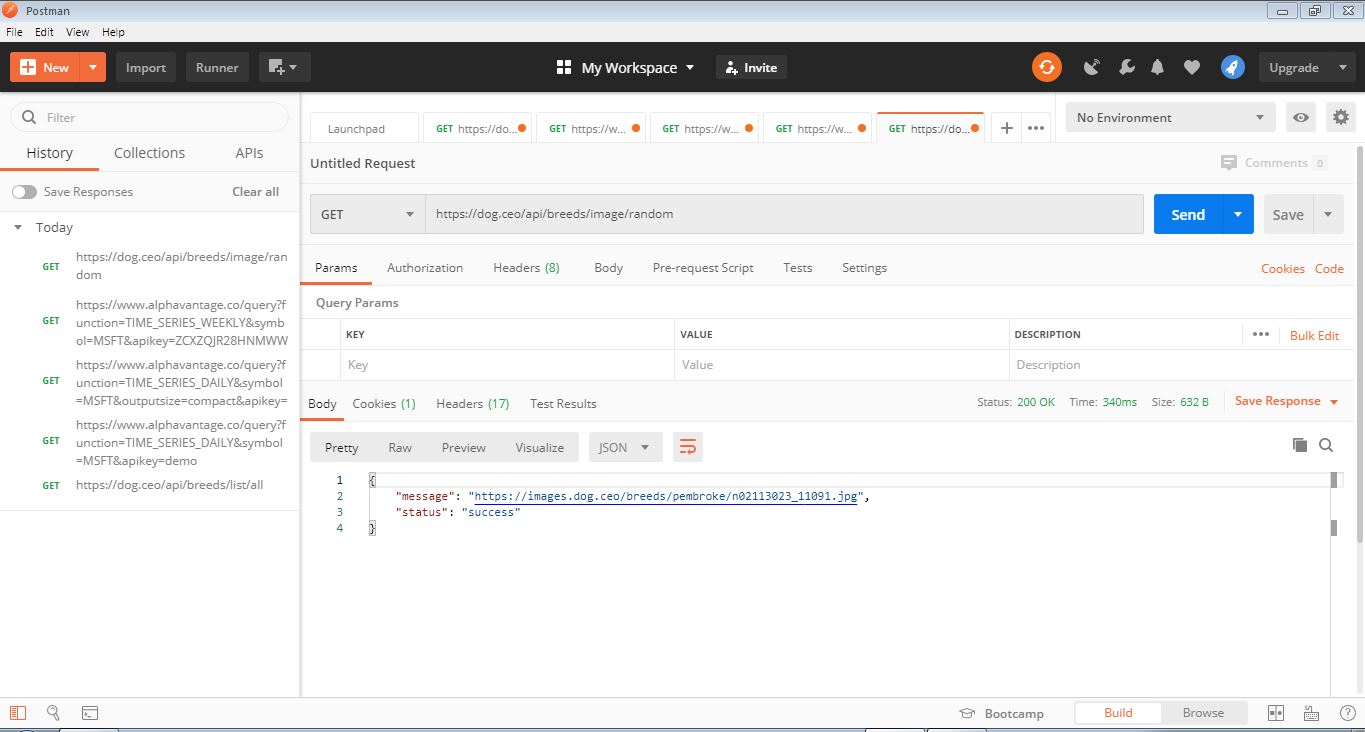 Postman
File Edit View Help
New Import Runner My Workspace Invite Upgrade
Filter
History Collections APIs
Save Responses Clear all
Today
GET https://dog.ceo/api/breeds/image/ran
dom
GET https://www.alphavantage.co/query?f
unction=TIME_SERIES_WEEKLY&symb
ol=MSFT&apikey=ZCXZQJR28HNMWW
GET https://www.alphavantage.co/query?f
unction=TIME_SERIES_DAILY&symbol
=MSFT&outputsize=compact&apikey=
GET https://www.alphavantage.co/query?f
unction=TIME_SERIES_DAILY&symbol
=MSFT&apikey=demo
GET https://dog.ceo/api/breeds/list/all
Launchpad GET https://do... GET https://w... GET https://w... GET https://w... GET https://do... + ••• No Environment
Untitled Request Comments 0
GET https://dog.ceo/api/breeds/image/random Send Save
Params Authorization Headers (8) Body Pre-request Script Tests Settings Cookies Code
Query Params
KEY VALUE DESCRIPTION ••• Bulk Edit
Key Value Description
Body Cookies (1) Headers (17) Test Results Status: 200 OK Time: 340ms Size: 632 B Save Response
Pretty Raw Preview Visualize JSON
1 {
2 "message": "https://images.dog.ceo/breeds/pembroke/n02113023_11091.jpg",
3 "status": "success"
4 }
Bootcamp Build Browse ?